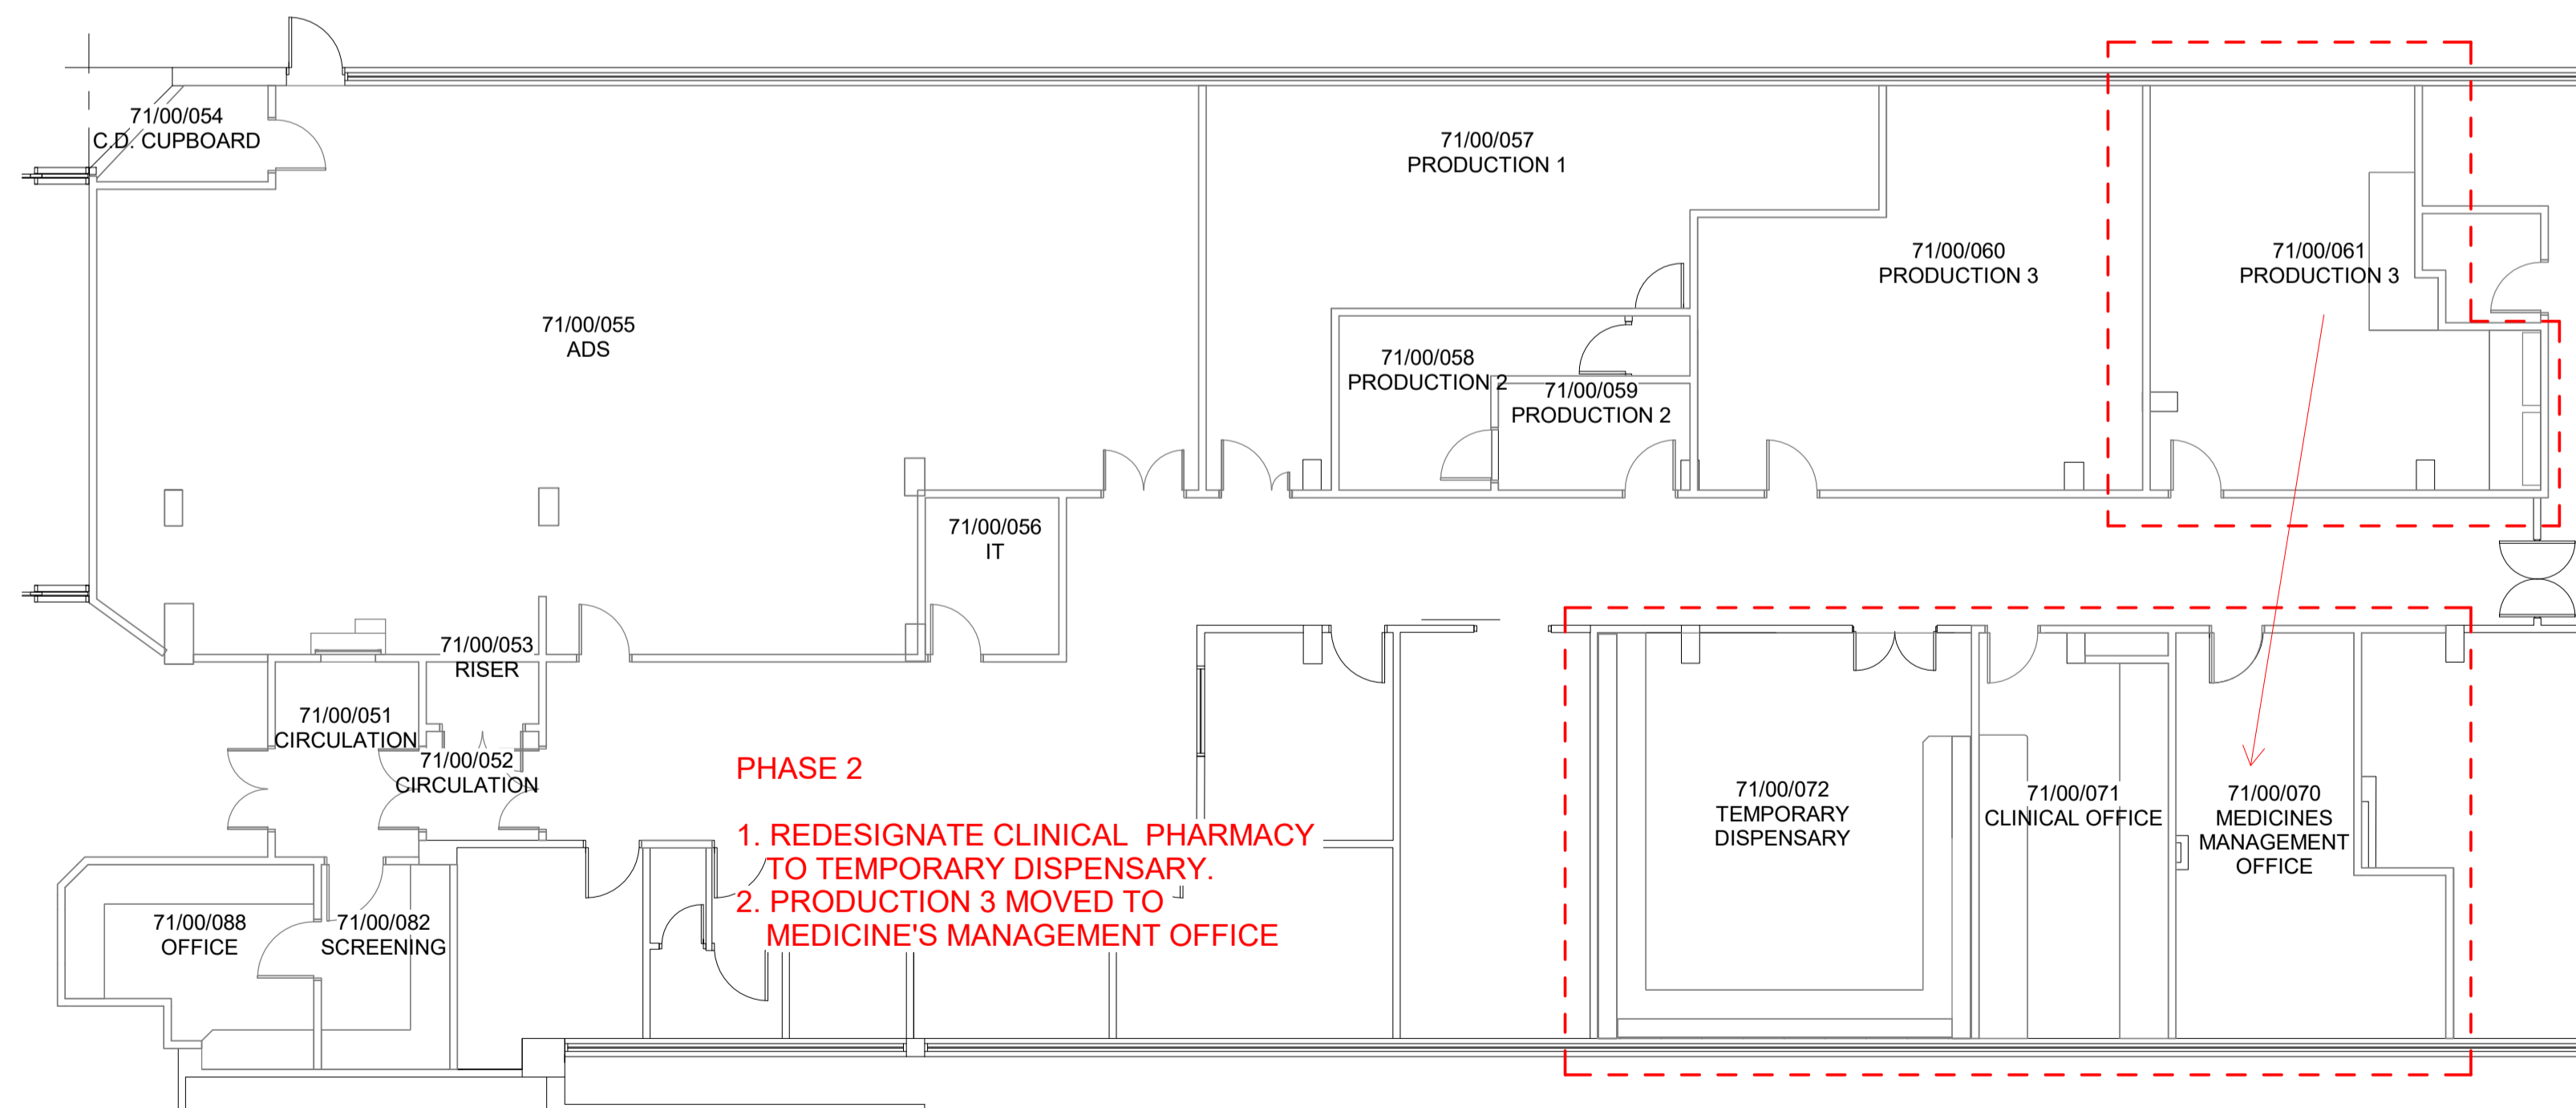 71/00/054
C.D. CUPBOARD
71/00/057
PRODUCTION 1
71/00/060
PRODUCTION 3
71/00/061
PRODUCTION 3
71/00/055
ADS
71/00/058
PRODUCTION 2
71/00/059
PRODUCTION 2
71/00/056
IT
71/00/053
RISER
71/00/051
CIRCULATION
71/00/052
CIRCULATION
PHASE 2
1. REDESIGNATE CLINICAL  PHARMACY
TO TEMPORARY DISPENSARY.
2. PRODUCTION 3 MOVED TO
MEDICINE'S MANAGEMENT OFFICE
71/00/072
TEMPORARY
DISPENSARY
71/00/071
CLINICAL OFFICE
71/00/070
MEDICINES
MANAGEMENT
OFFICE
71/00/088
OFFICE
71/00/082
SCREENING